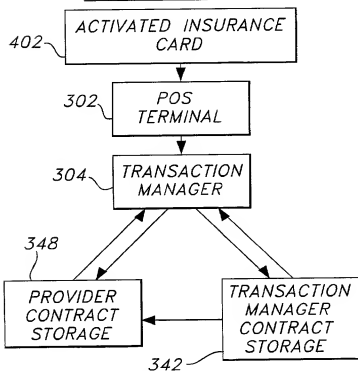 402
ACTIVATED INSURANCE
CARD
302
POS
TERMINAL
304
TRANSACTION
MANAGER
348
PROVIDER
CONTRACT
STORAGE
TRANSACTION
MANAGER
CONTRACT
STORAGE
342